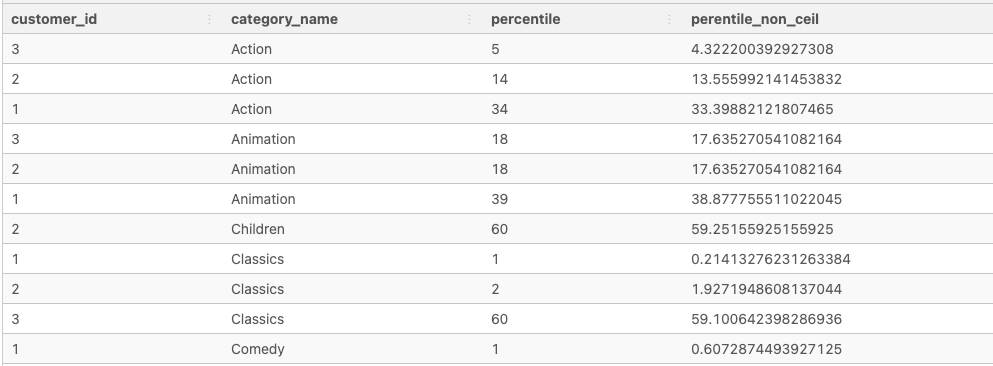 customer_id category_name percentile perentile_non_ceil
3 Action 5 4.322200392927308
2 Action 14 13.555992141453832
1 Action 34 33.39882121807465
3 Animation 18 17.635270541082164
2 Animation 18 17.635270541082164
1 Animation 39 38.877755511022045
2 Children 60 59.25155925155925
1 Classics 1 0.21413276231263384
2 Classics 2 1.9271948608137044
3 Classics 60 59.100642398286936
1 Comedy 1 0.6072874493927125